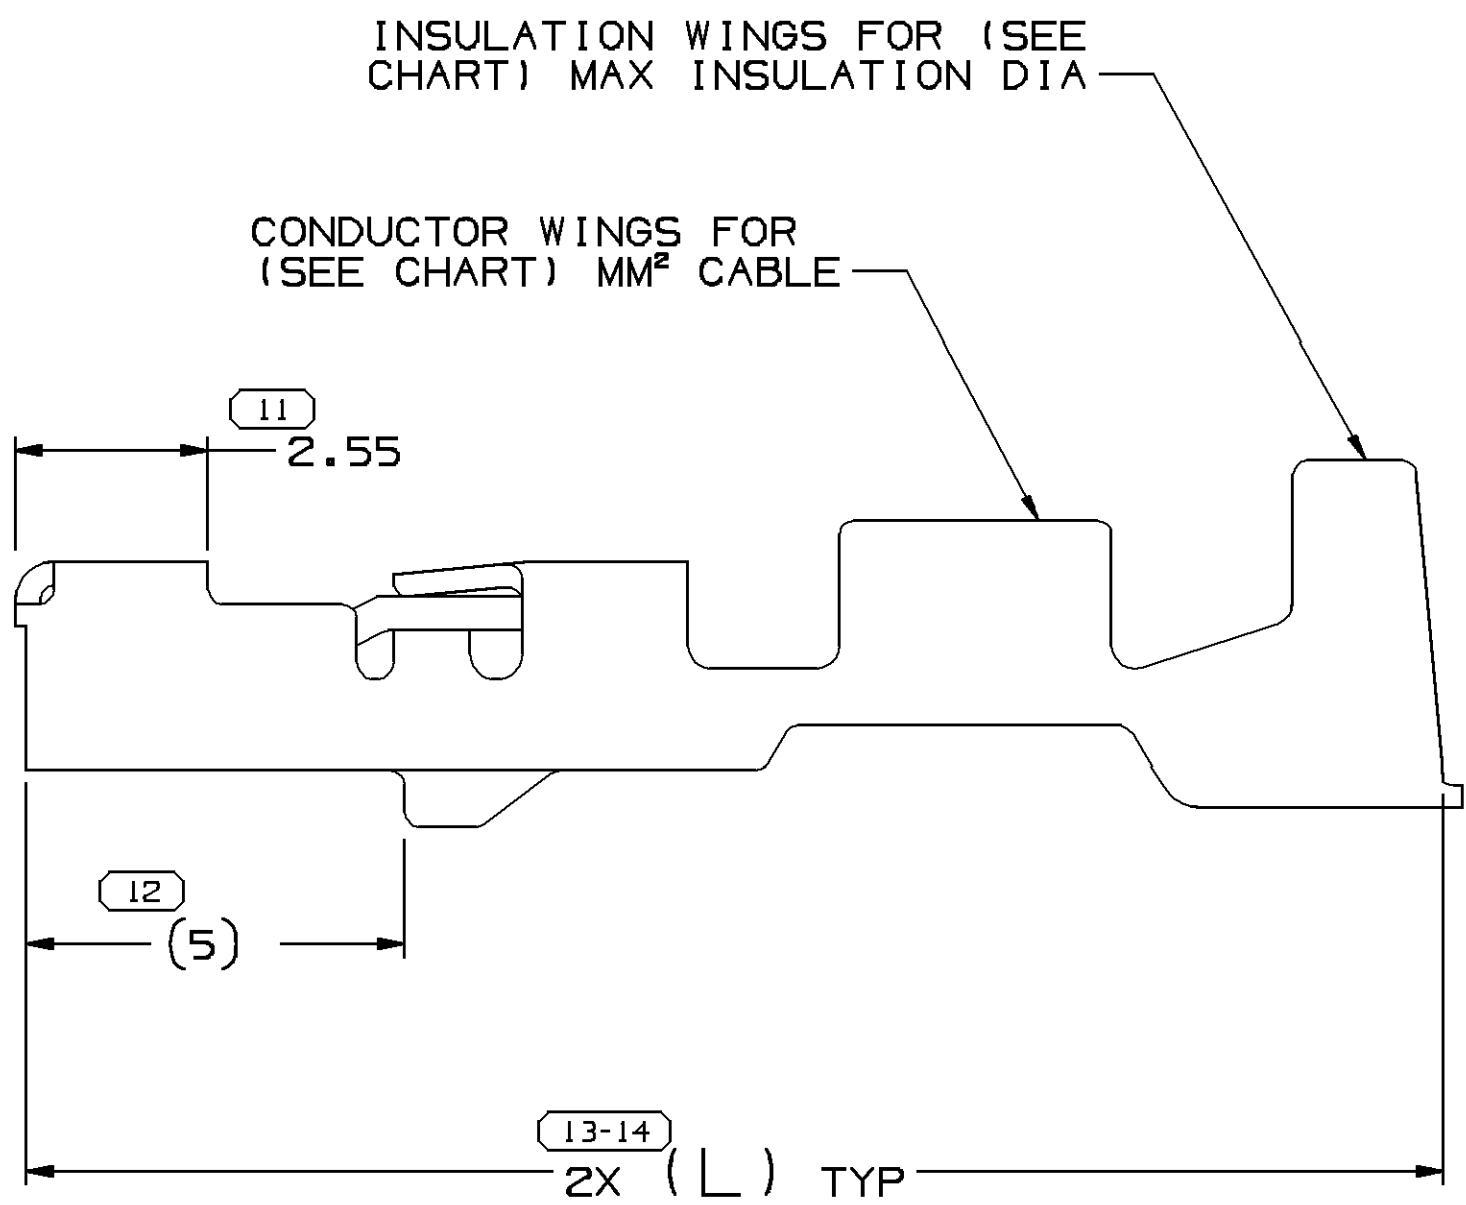 INSULATION WINGS FOR (SEE
CHART) MAX INSULATION DIA
CONDUCTOR WINGS FOR
(SEE CHART) MM² CABLE
11
2.55
12
(5)
13-14
2X (L) TYP